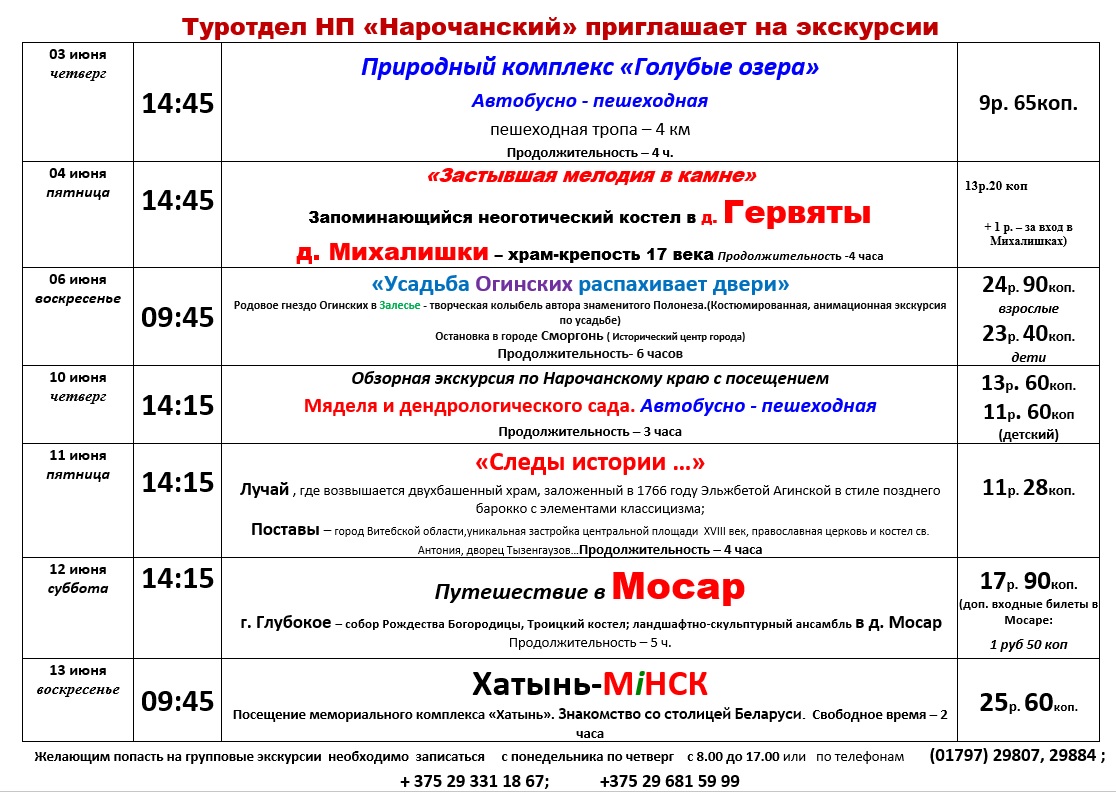 Туротдел НП «Нарочанский» приглашает на экскурсии
03 июня
четверг
14:45
Природный комплекс «Голубые озера»
Автобусно - пешеходная
пешеходная тропа – 4 км
Продолжительность – 4 ч.
9р. 65коп.
04 июня
пятница
14:45
«Застывшая мелодия в камне»
Запоминающийся неоготический костел в д. Гервяты
д. Михалишки – храм-крепость 17 века Продолжительность -4 часа
13р.20 коп
+ 1 р. – за вход в
Михалишках)
06 июня
воскресенье
09:45
«Усадьба Огинских распахивает двери»
Родовое гнездо Огинских в Залесье - творческая колыбель автора знаменитого Полонеза.(Костюмированная, анимационная экскурсия
по усадьбе)
Остановка в городе Сморгонь ( Исторический центр города)
Продолжительность- 6 часов
24р. 90коп.
взрослые
23р. 40коп.
дети
10 июня
четверг
14:15
Обзорная экскурсия по Нарочанскому краю с посещением
Мяделя и дендрологического сада. Автобусно - пешеходная
Продолжительность – 3 часа
13р. 60коп.
11р. 60коп
(детский)
11 июня
пятница
14:15
«Следы истории …»
Лучай , где возвышается двухбашенный храм, заложенный в 1766 году Эльжбетой Агинской в стиле позднего
барокко с элементами классицизма;
Поставы – город Витебской области,уникальная застройка центральной площади XVIII век, православная церковь и костел св.
Антония, дворец Тызенгаузов…Продолжительность – 4 часа
11р. 28коп.
12 июня
суббота
14:15
Путешествие в Мосар
г. Глубокое – собор Рождества Богородицы, Троицкий костел; ландшафтно-скульптурный ансамбль в д. Мосар
Продолжительность – 5 ч.
17р. 90коп.
(доп. входные билеты в
Мосаре:
1 руб 50 коп
13 июня
воскресенье
09:45
Хатынь-МiНСК
Посещение мемориального комплекса «Хатынь». Знакомство со столицей Беларуси. Свободное время – 2
часа
25р. 60коп.
Желающим попасть на групповые экскурсии необходимо записаться с понедельника по четверг с 8.00 до 17.00 или по телефонам (01797) 29807, 29884 ;
+ 375 29 331 18 67; +375 29 681 59 99